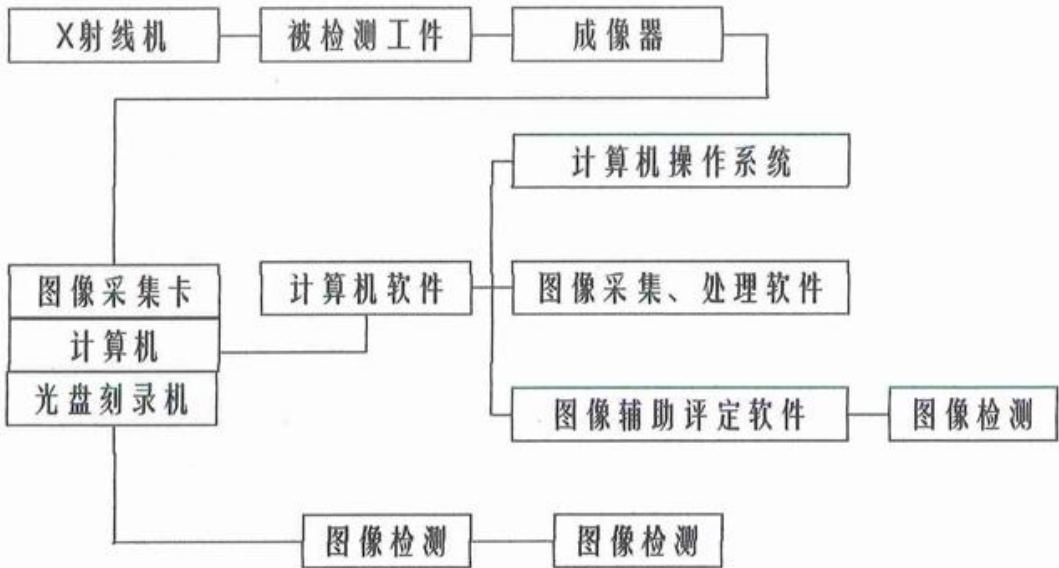 X射线机
被检测工件
成像器
计算机操作系统
图像采集卡
计算机软件
图像采集、处理软件
计算机
光盘刻录机
图像辅助评定软件
图像检测
图像检测
图像检测